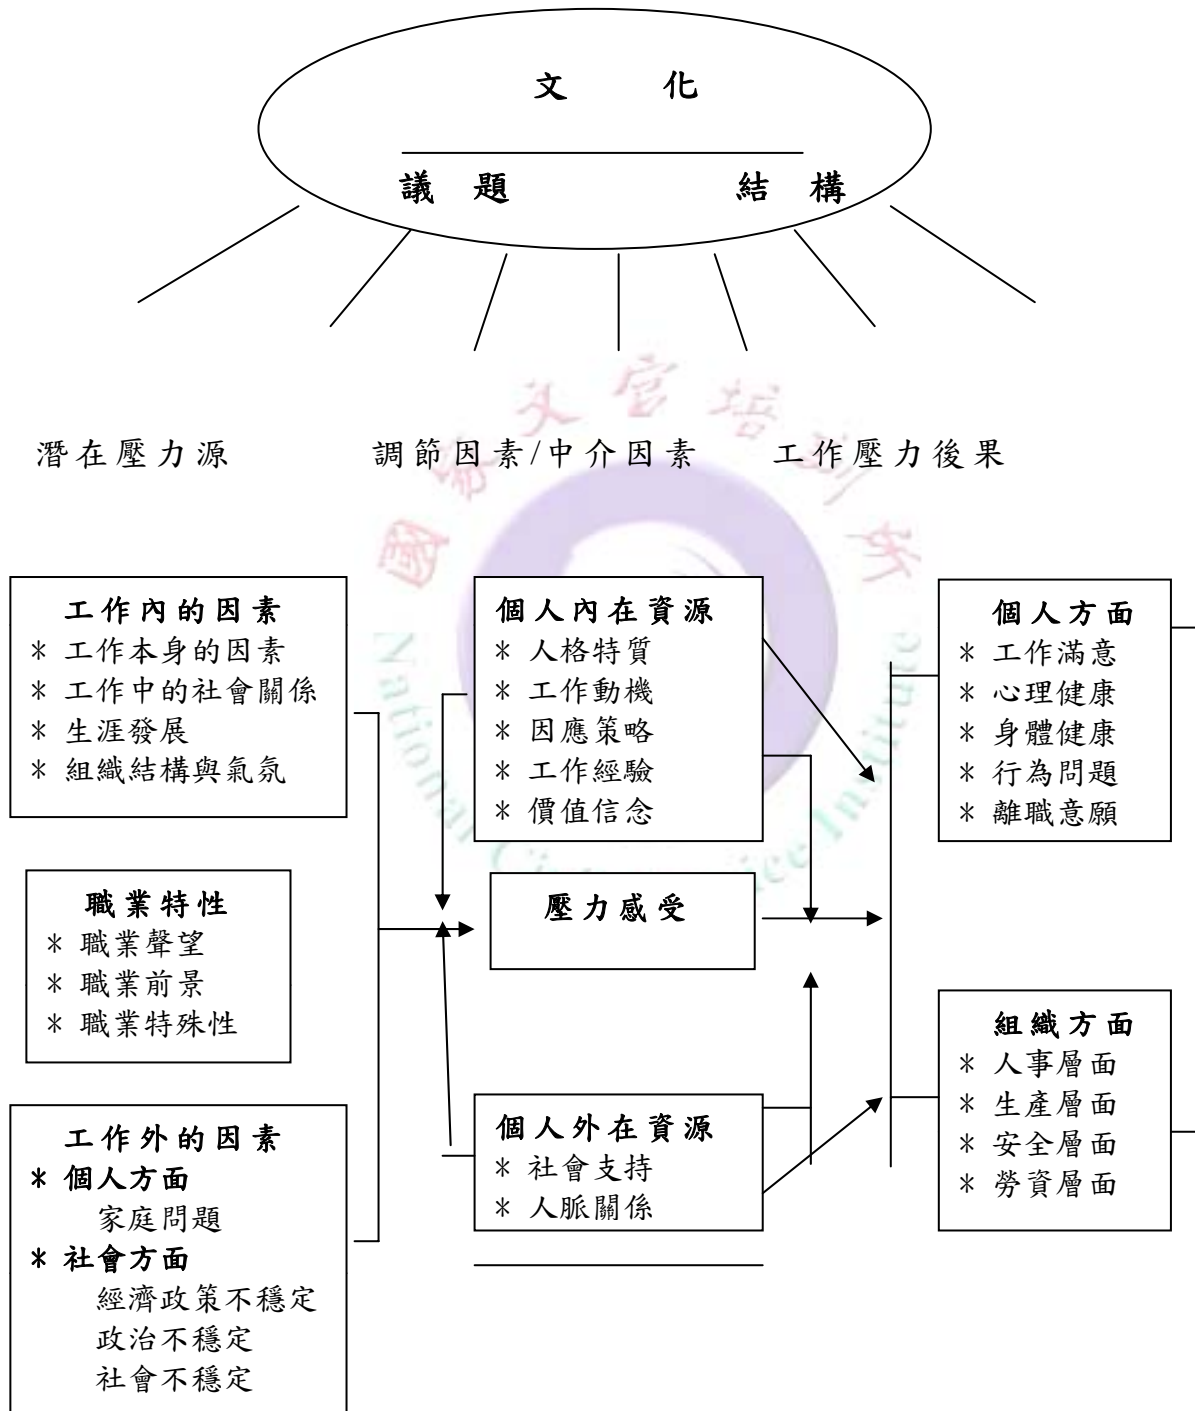 文 化
議 題 結 構
國家文官培訓所
潛在壓力源 調節因素/中介因素 工作壓力後果
工作內的因素
* 工作本身的因素
* 工作中的社會關係
* 生涯發展
* 組織結構與氣氛
職業特性
* 職業聲望
* 職業前景
* 職業特殊性
工作外的因素
* 個人方面
家庭問題
* 社會方面
經濟政策不穩定
政治不穩定
社會不穩定
個人內在資源
* 人格特質
* 工作動機
* 因應策略
* 工作經驗
* 價值信念
壓力感受
個人外在資源
* 社會支持
* 人脈關係
個人方面
* 工作滿意
* 心理健康
* 身體健康
* 行為問題
* 離職意願
組織方面
* 人事層面
* 生產層面
* 安全層面
* 勞資層面
National Institute